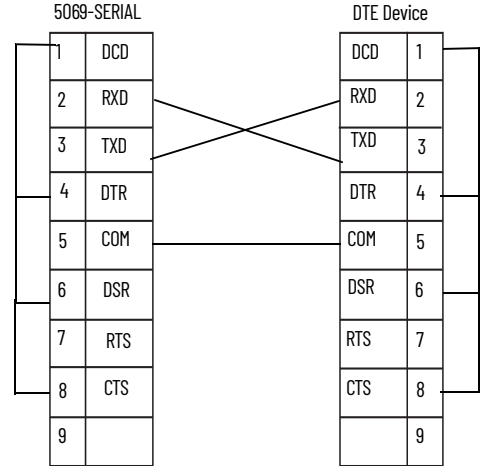 5069-SERIAL DTE Device
1 DCD DCD 1
2 RXD RXD 2
3 TXD TXD 3
4 DTR DTR 4
5 COM COM 5
6 DSR DSR 6
7 RTS RTS 7
8 CTS CTS 8
9 9